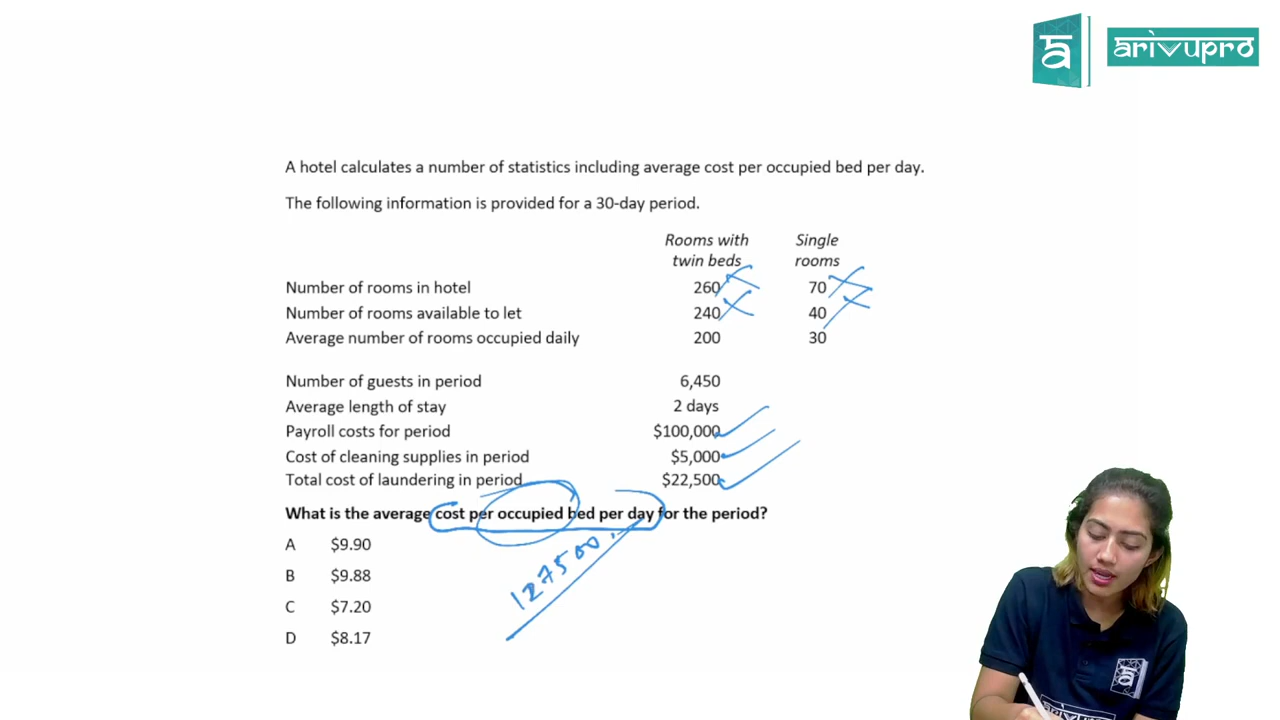 arivupro
A hotel calculates a number of statistics including average cost per occupied bed per day.
The following information is provided for a 30-day period.
Rooms with Single
twin beds rooms
Number of rooms in hotel 260 70
Number of rooms available to let 240 40
Average number of rooms occupied daily 200 30
Number of guests in period 6,450
Average length of stay 2 days
Payroll costs for period $100,000
Cost of cleaning supplies in period $5,000
Total cost of laundering in period $22,500
What is the average cost per occupied bed per day for the period?
A $9.90
B $9.88
C $7.20
D $8.17
127500
arivupro